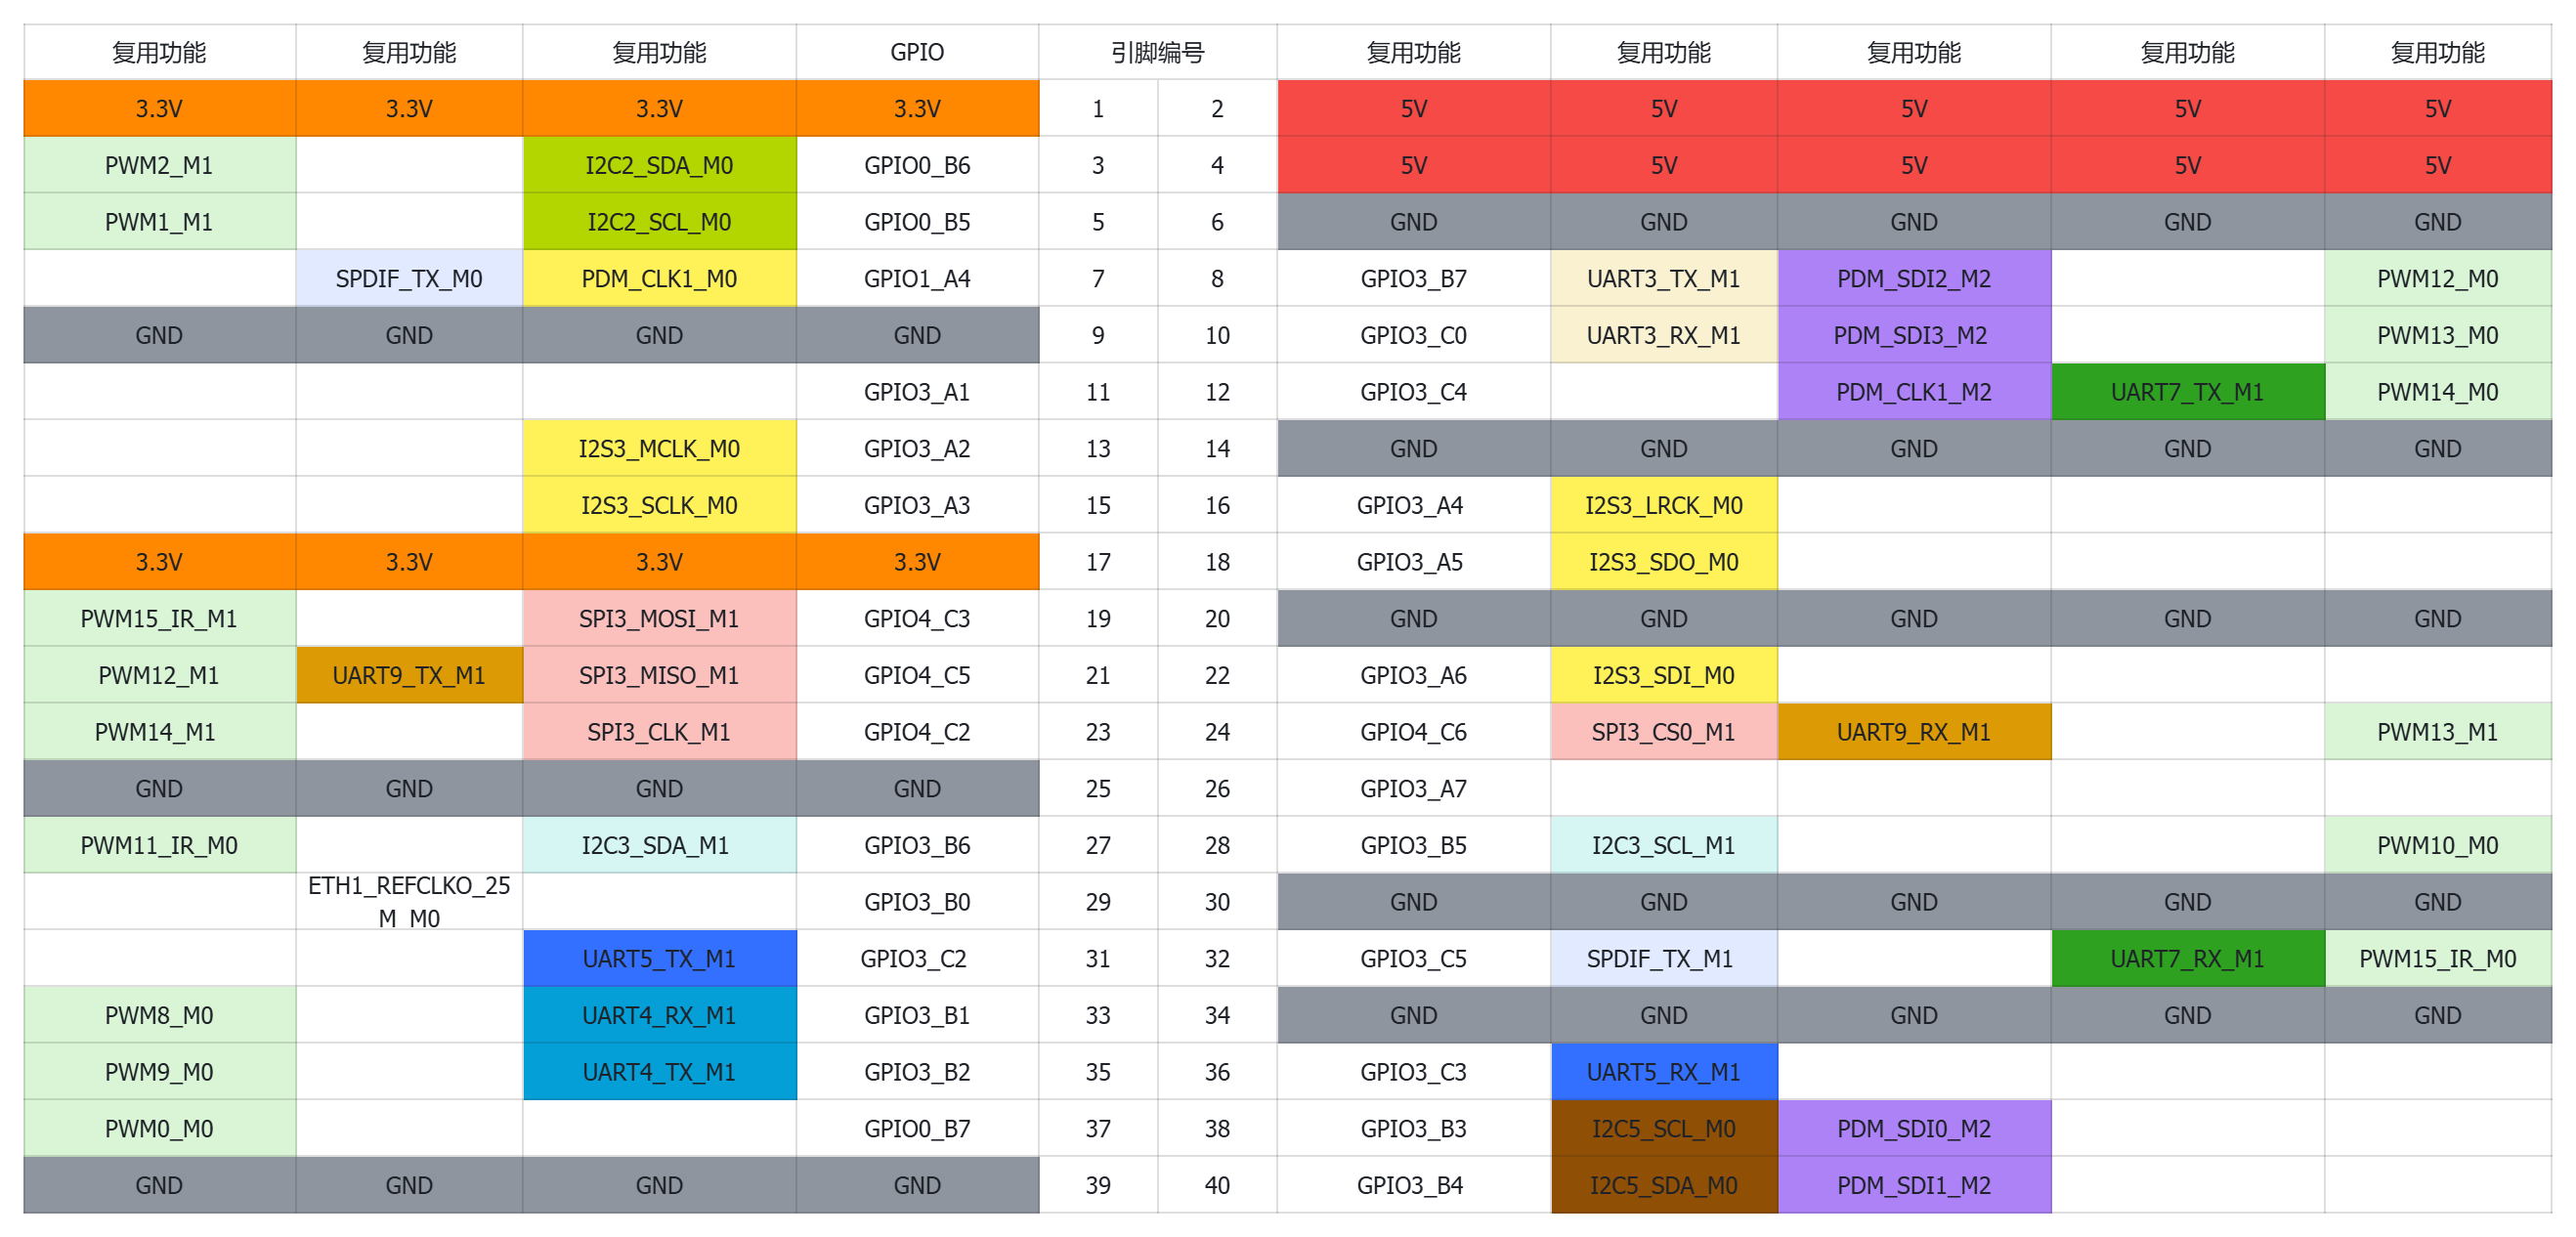 复用功能 复用功能 复用功能 GPIO 引脚编号 复用功能 复用功能 复用功能 复用功能 复用功能
3.3V 3.3V 3.3V 3.3V 1 2 5V 5V 5V 5V 5V
PWM2_M1 I2C2_SDA_M0 GPIO0_B6 3 4 5V 5V 5V 5V 5V
PWM1_M1 I2C2_SCL_M0 GPIO0_B5 5 6 GND GND GND GND GND
SPDIF_TX_M0 PDM_CLK1_M0 GPIO1_A4 7 8 GPIO3_B7 UART3_TX_M1 PDM_SDI2_M2 PWM12_M0
GND GND GND GND 9 10 GPIO3_C0 UART3_RX_M1 PDM_SDI3_M2 PWM13_M0
GPIO3_A1 11 12 GPIO3_C4 PDM_CLK1_M2 UART7_TX_M1 PWM14_M0
I2S3_MCLK_M0 GPIO3_A2 13 14 GND GND GND GND GND
I2S3_SCLK_M0 GPIO3_A3 15 16 GPIO3_A4 I2S3_LRCK_M0
3.3V 3.3V 3.3V 3.3V 17 18 GPIO3_A5 I2S3_SDO_M0
PWM15_IR_M1 SPI3_MOSI_M1 GPIO4_C3 19 20 GND GND GND GND GND
PWM12_M1 UART9_TX_M1 SPI3_MISO_M1 GPIO4_C5 21 22 GPIO3_A6 I2S3_SDI_M0
PWM14_M1 SPI3_CLK_M1 GPIO4_C2 23 24 GPIO4_C6 SPI3_CS0_M1 UART9_RX_M1 PWM13_M1
GND GND GND GND 25 26 GPIO3_A7
PWM11_IR_M0 I2C3_SDA_M1 GPIO3_B6 27 28 GPIO3_B5 I2C3_SCL_M1 PWM10_M0
ETH1_REFCLKO_25
M_M0 GPIO3_B0 29 30 GND GND GND GND GND
UART5_TX_M1 GPIO3_C2 31 32 GPIO3_C5 SPDIF_TX_M1 UART7_RX_M1 PWM15_IR_M0
PWM8_M0 UART4_RX_M1 GPIO3_B1 33 34 GND GND GND GND GND
PWM9_M0 UART4_TX_M1 GPIO3_B2 35 36 GPIO3_C3 UART5_RX_M1
PWM0_M0 GPIO0_B7 37 38 GPIO3_B3 I2C5_SCL_M0 PDM_SDI0_M2
GND GND GND GND 39 40 GPIO3_B4 I2C5_SDA_M0 PDM_SDI1_M2